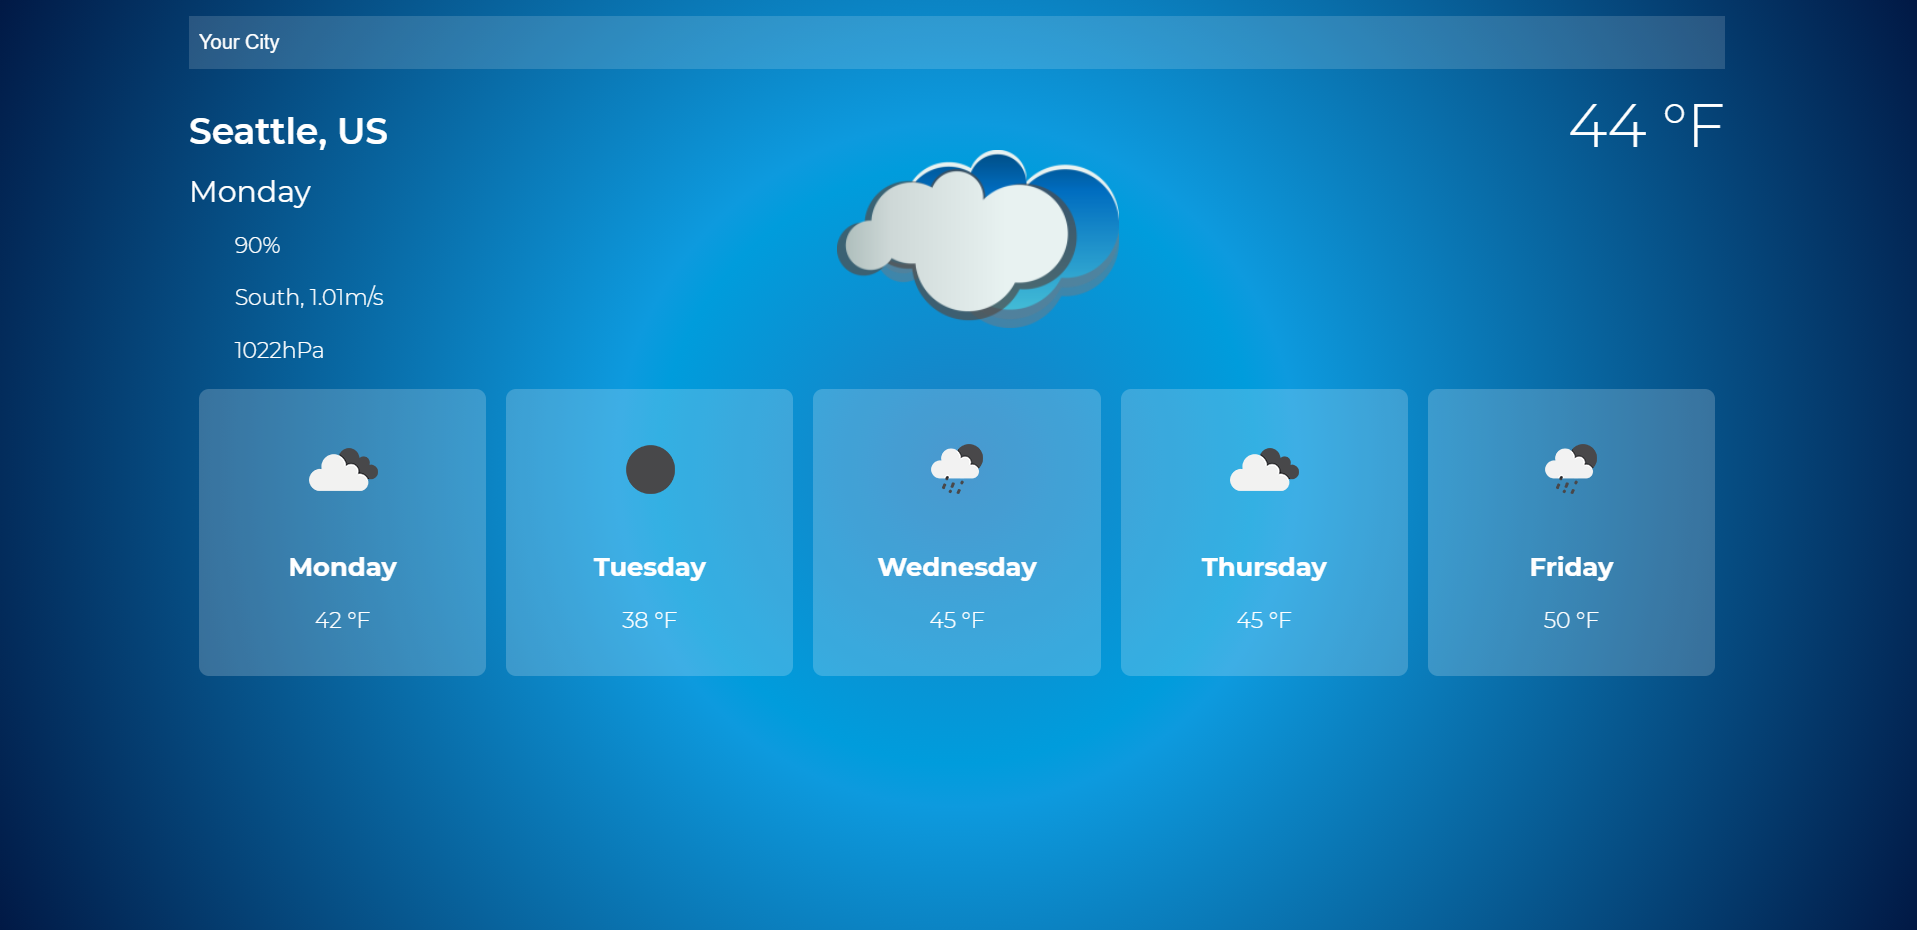 Your City
Seattle, US
44 °F
Monday
90%
South, 1.01m/s
1022hPa
Monday
42 °F
Tuesday
38 °F
Wednesday
45 °F
Thursday
45 °F
Friday
50 °F